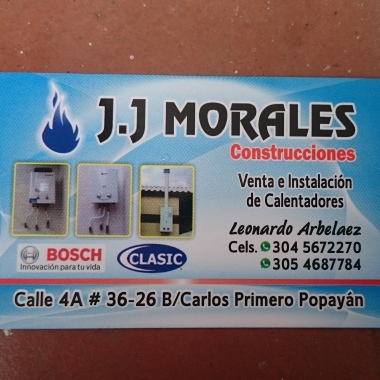 J.J MORALES
Construcciones
Venta e Instalación
de Calentadores
Leonardo Arbelaez
Cels. 304 5672270
305 4687784
BOSCH
Innovación para tu vida
CLASIC
Calle 4A # 36-26 B/Carlos Primero Popayán